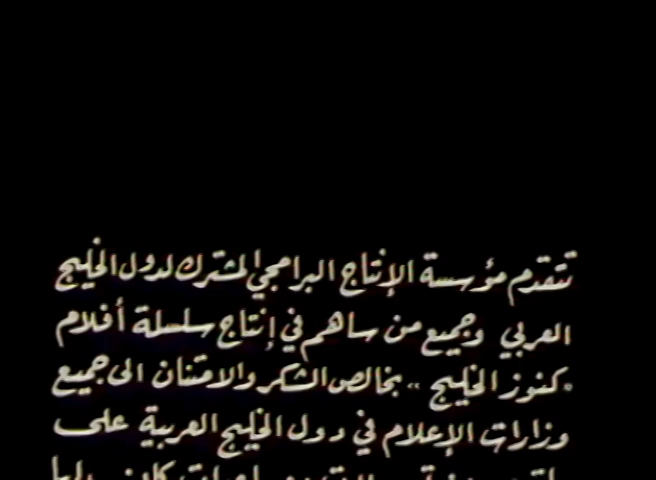 تتقدم مؤسسة الإنتاج البرامجي المشترك لدول الخليج
العربي وجميع من ساهم في إنتاج سلسلة أفلام
"كنوز الخليج" بخالص الشكر والامتنان الى جميع
وزارات الإعلام في دول الخليج العربية على